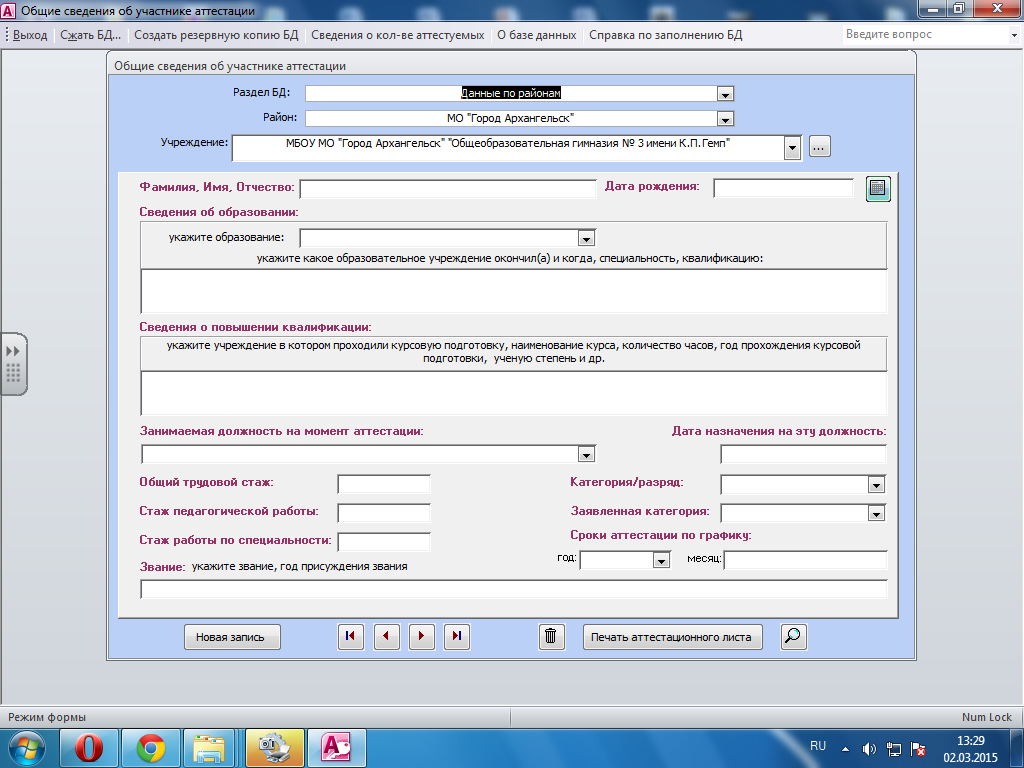 Общие сведения об участнике аттестации
Выход Сжать БД... Создать резервную копию БД Сведения о кол-ве аттестуемых О базе данных Справка по заполнению БД Введите вопрос
Общие сведения об участнике аттестации
Раздел БД: Данные по районам
Район: МО "Город Архангельск"
Учреждение: МБОУ МО "Город Архангельск" "Общеобразовательная гимназия № 3 имени К.П.Гемп" ...
Фамилия, Имя, Отчество: Дата рождения:
Сведения об образовании:
укажите образование:
укажите какое образовательное учреждение окончил(а) и когда, специальность, квалификацию:
Сведения о повышении квалификации:
укажите учреждение в котором проходили курсовую подготовку, наименование курса, количество часов, год прохождения курсовой
подготовки, ученую степень и др.
Занимаемая должность на момент аттестации: Дата назначения на эту должность:
Общий трудовой стаж: Категория/разряд:
Стаж педагогической работы: Заявленная категория:
Стаж работы по специальности: Сроки аттестации по графику:
год: месяц:
Звание: укажите звание, год присуждения звания
Новая запись Печать аттестационного листа
Режим формы Num Lock
RU 13:29
02.03.2015